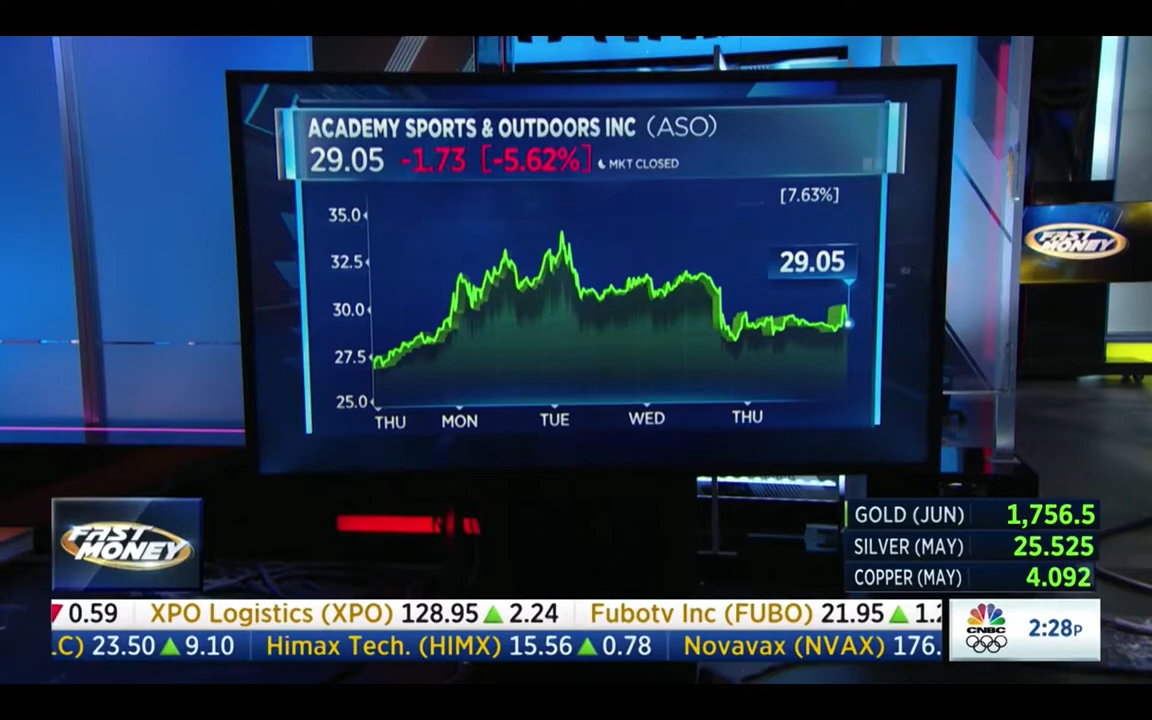 ACADEMY SPORTS & OUTDOORS INC (ASO)
29.05 -1.73 [-5.62%] MKT CLOSED
[7.63%]
35.0
32.5
30.0
27.5
25.0
29.05
THU MON TUE WED THU
FAST MONEY
FAST MONEY
GOLD (JUN) 1,756.5
SILVER (MAY) 25.525
COPPER (MAY) 4.092
▼ 0.59 XPO Logistics (XPO) 128.95 ▲ 2.24 Fubotv Inc (FUBO) 21.95 ▲ 1.2
.C) 23.50 ▲ 9.10 Himax Tech. (HIMX) 15.56 ▲ 0.78 Novavax (NVAX) 176.
CNBC
2:28P